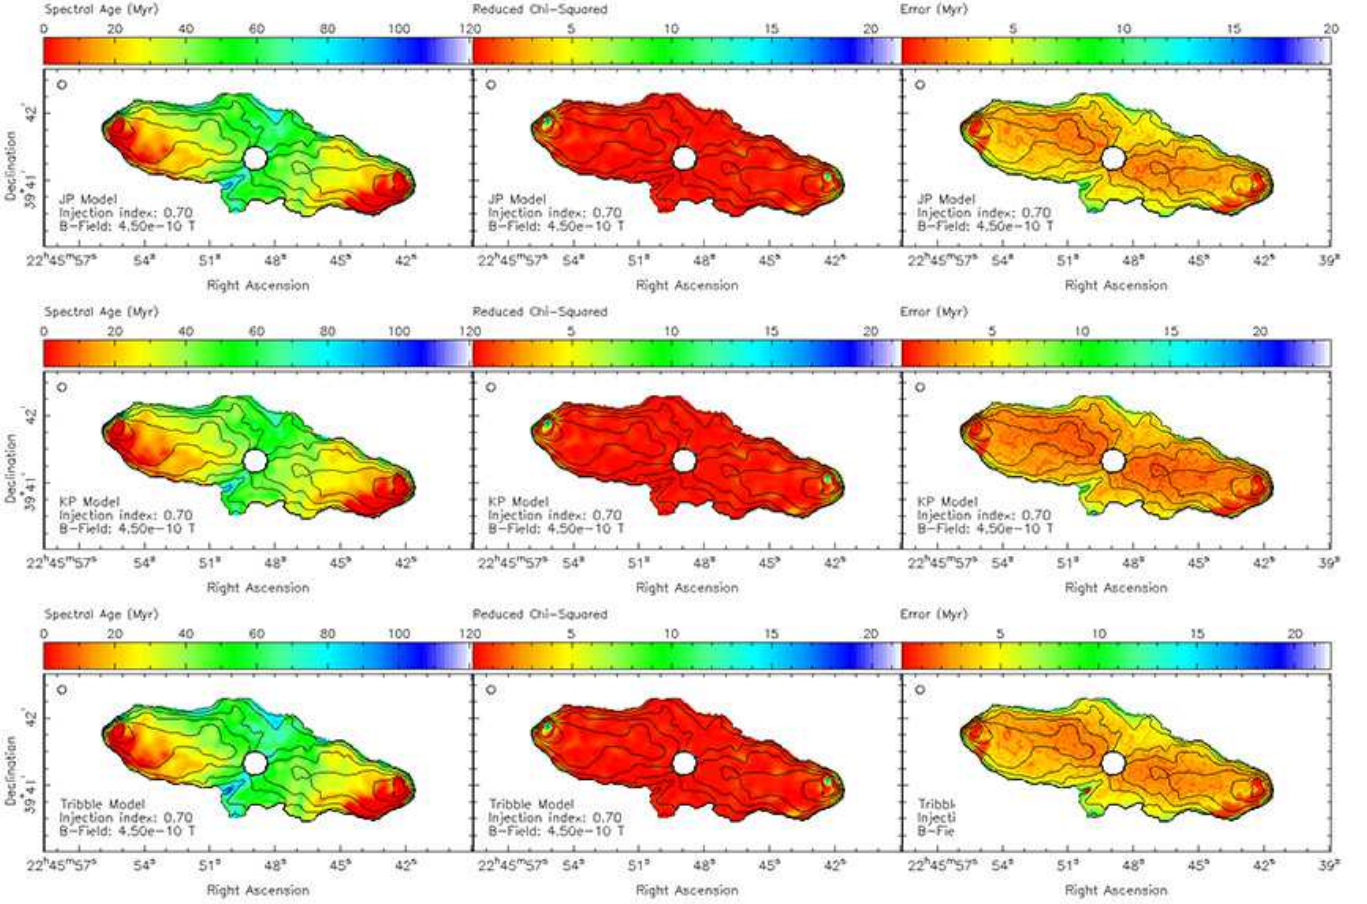 Spectral Age (Myr) Reduced Chi-Squared Error (Myr)
0 20 40 60 80 100 120 5 10 15 20 5 10 15 20
42'
39° 41'
Declination
JP Model JP Model JP Model
Injection index: 0.70 Injection index: 0.70 Injection index: 0.70
B-Field: 4.50e-10 T B-Field: 4.50e-10 T B-Field: 4.50e-10 T
22ʰ45ᵐ57ˢ 54ˢ 51ˢ 48ˢ 45ˢ 42ˢ 22ʰ45ᵐ57ˢ 54ˢ 51ˢ 48ˢ 45ˢ 42ˢ 22ʰ45ᵐ57ˢ 54ˢ 51ˢ 48ˢ 45ˢ 42ˢ 39ˢ
Right Ascension Right Ascension Right Ascension
Spectral Age (Myr) Reduced Chi-Squared Error (Myr)
0 20 40 60 80 100 120 5 10 15 20 5 10 15 20
42'
39° 41'
Declination
KP Model KP Model KP Model
Injection index: 0.70 Injection index: 0.70 Injection index: 0.70
B-Field: 4.50e-10 T B-Field: 4.50e-10 T B-Field: 4.50e-10 T
22ʰ45ᵐ57ˢ 54ˢ 51ˢ 48ˢ 45ˢ 42ˢ 22ʰ45ᵐ57ˢ 54ˢ 51ˢ 48ˢ 45ˢ 42ˢ 22ʰ45ᵐ57ˢ 54ˢ 51ˢ 48ˢ 45ˢ 42ˢ 39ˢ
Right Ascension Right Ascension Right Ascension
Spectral Age (Myr) Reduced Chi-Squared Error (Myr)
0 20 40 60 80 100 120 5 10 15 20 5 10 15 20
42'
39° 41'
Declination
Tribble Model Tribble Model Tribbl
Injection index: 0.70 Injection index: 0.70 Injecti
B-Field: 4.50e-10 T B-Field: 4.50e-10 T B-Fie
22ʰ45ᵐ57ˢ 54ˢ 51ˢ 48ˢ 45ˢ 42ˢ 22ʰ45ᵐ57ˢ 54ˢ 51ˢ 48ˢ 45ˢ 42ˢ 22ʰ45ᵐ57ˢ 54ˢ 51ˢ 48ˢ 45ˢ 42ˢ 39ˢ
Right Ascension Right Ascension Right Ascension